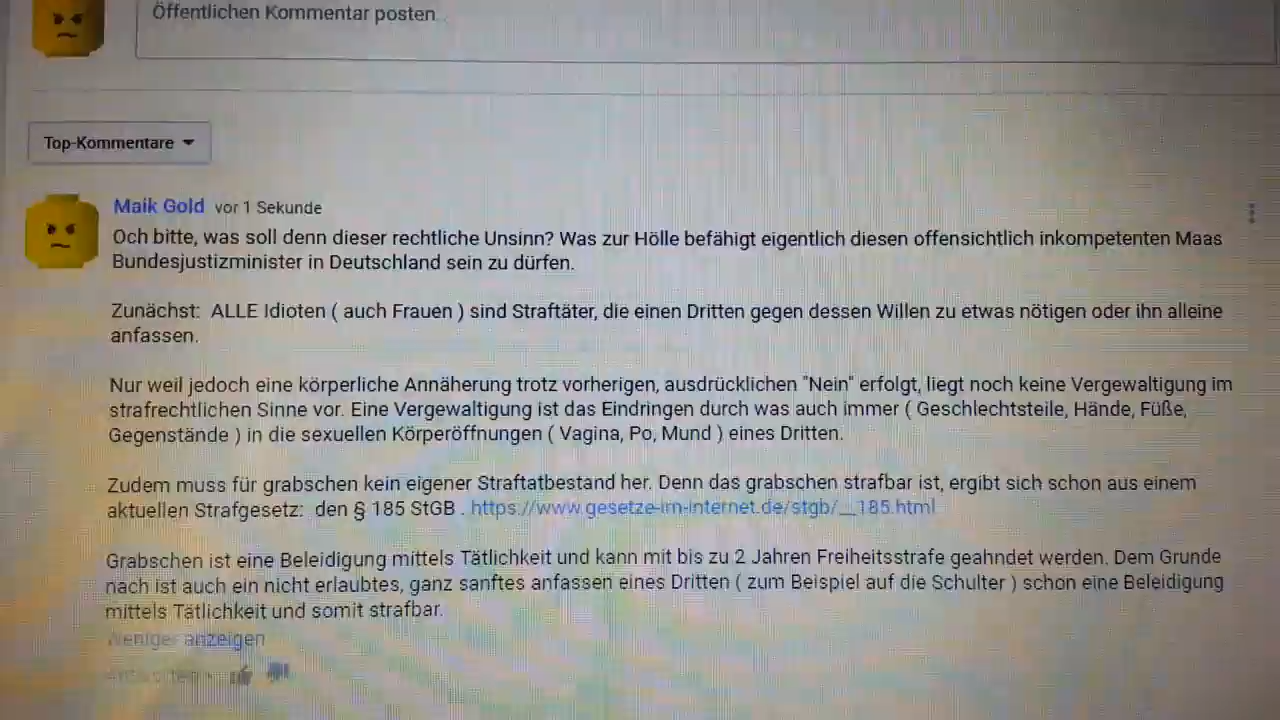 Öffentlichen Kommentar posten
Top-Kommentare
Maik Gold vor 1 Sekunde
Och bitte, was soll denn dieser rechtliche Unsinn? Was zur Hölle befähigt eigentlich diesen offensichtlich inkompetenten Maas
Bundesjustizminister in Deutschland sein zu dürfen.
Zunächst: ALLE Idioten ( auch Frauen ) sind Straftäter, die einen Dritten gegen dessen Willen zu etwas nötigen oder ihn alleine
anfassen.
Nur weil jedoch eine körperliche Annäherung trotz vorherigen, ausdrücklichen "Nein" erfolgt, liegt noch keine Vergewaltigung im
strafrechtlichen Sinne vor. Eine Vergewaltigung ist das Eindringen durch was auch immer ( Geschlechtsteile, Hände, Füße,
Gegenstände ) in die sexuellen Körperöffnungen ( Vagina, Po, Mund ) eines Dritten.
Zudem muss für grabschen kein eigener Straftatbestand her. Denn das grabschen strafbar ist, ergibt sich schon aus einem
aktuellen Strafgesetz: den § 185 StGB . https://www.gesetze-im-internet.de/stgb/__185.html
Grabschen ist eine Beleidigung mittels Tätlichkeit und kann mit bis zu 2 Jahren Freiheitsstrafe geahndet werden. Dem Grunde
nach ist auch ein nicht erlaubtes, ganz sanftes anfassen eines Dritten ( zum Beispiel auf die Schulter ) schon eine Beleidigung
mittels Tätlichkeit und somit strafbar.
Weniger anzeigen
Antworten